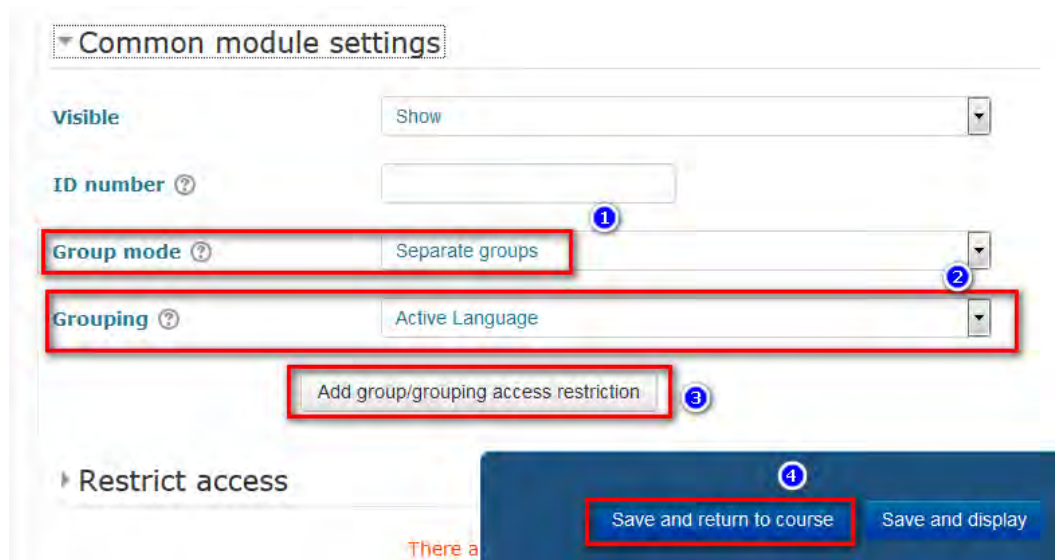 Common module settings
Visible Show
ID number
1
Group mode Separate groups
2
Grouping Active Language
Add group/grouping access restriction 3
Restrict access
4
Save and return to course Save and display
There a